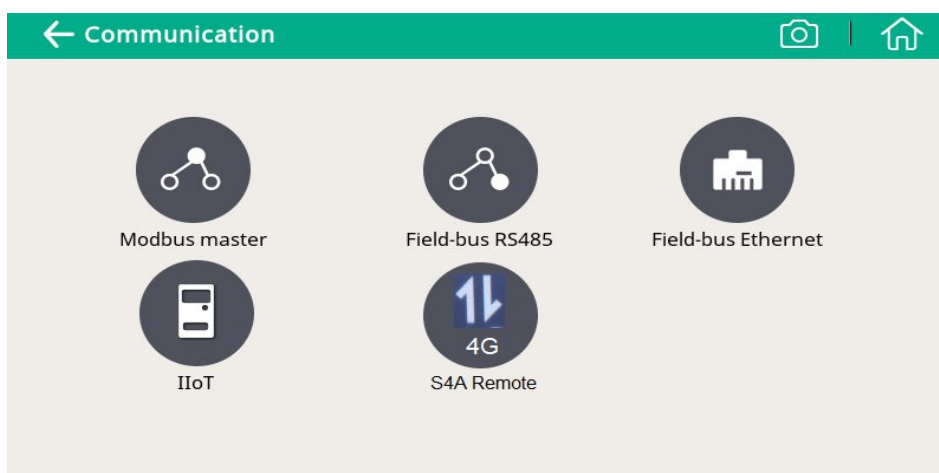 Communication
Modbus master
Field-bus RS485
Field-bus Ethernet
4G
IIoT
S4A Remote